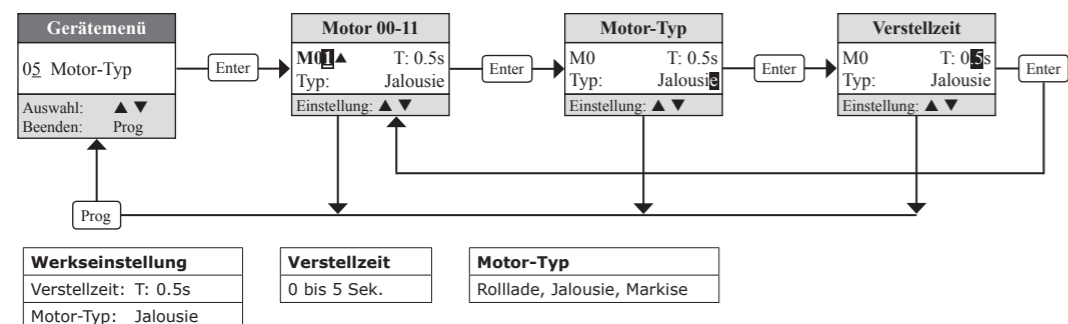 Gerätemenü
05 Motor-Typ
Auswahl: ▲ ▼
Beenden: Prog
Enter
Motor 00-11
M01▲ T: 0.5s
Typ: Jalousie
Einstellung: ▲ ▼
Enter
Motor-Typ
M0 T: 0.5s
Typ: Jalousie
Einstellung: ▲ ▼
Enter
Verstellzeit
M0 T: 0.5s
Typ: Jalousie
Einstellung: ▲ ▼
Enter
Prog
Werkseinstellung
Verstellzeit: T: 0.5s
Motor-Typ: Jalousie
Verstellzeit
0 bis 5 Sek.
Motor-Typ
Rolllade, Jalousie, Markise